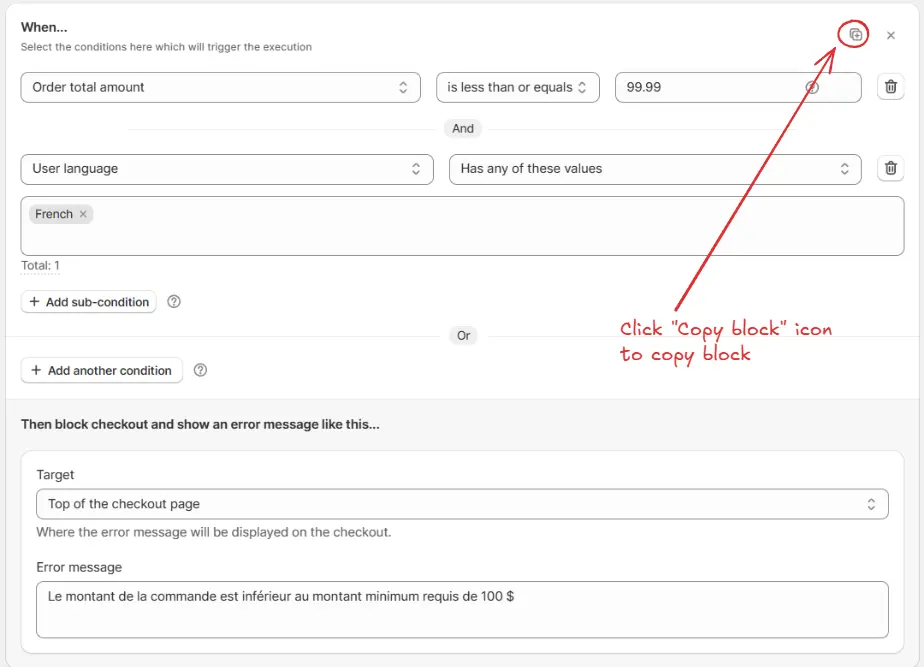 When...
Select the conditions here which will trigger the execution
Order total amount
is less than or equals
99.99
And
User language
Has any of these values
French
Total: 1
+ Add sub-condition
Or
Click "Copy block" icon
to copy block
+ Add another condition
Then block checkout and show an error message like this...
Target
Top of the checkout page
Where the error message will be displayed on the checkout.
Error message
Le montant de la commande est inférieur au montant minimum requis de 100 $